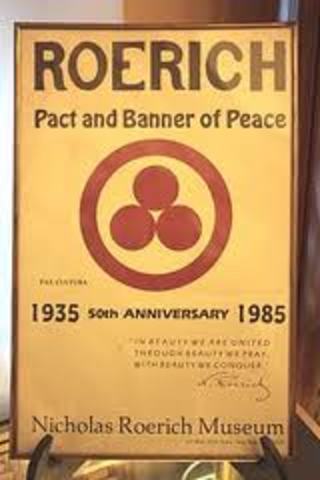 ROERICH
Pact and Banner of Peace
PAX CULTURA
1935 50th ANNIVERSARY 1985
"IN BEAUTY WE ARE UNITED
THROUGH BEAUTY WE PRAY,
WITH BEAUTY WE CONQUER."
N. Roerich
Nicholas Roerich Museum